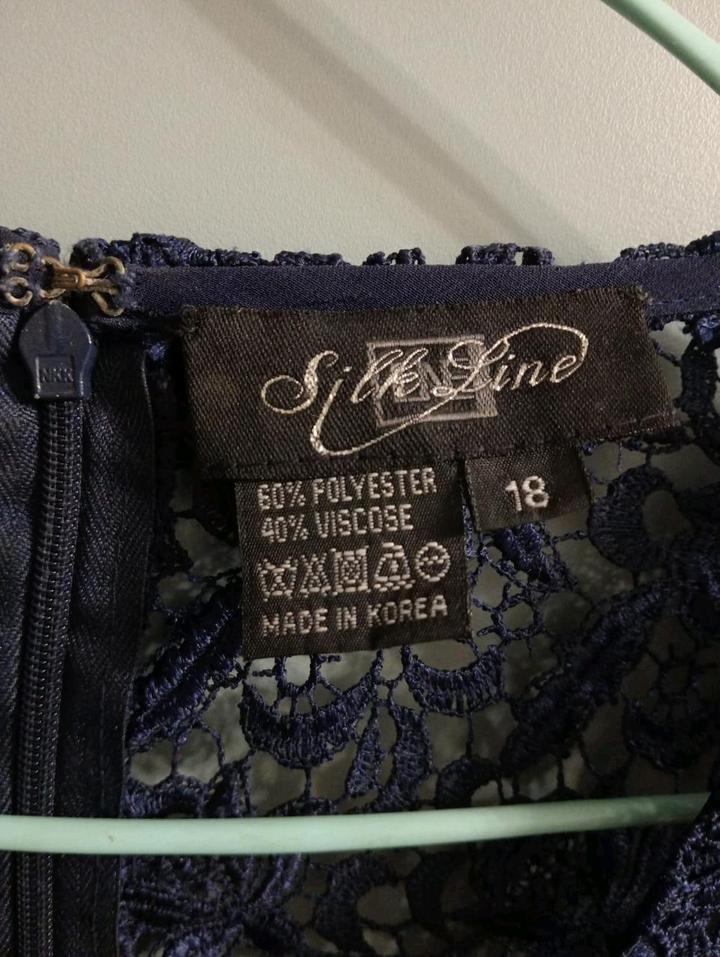 Silk Line
60% POLYESTER
40% VISCOSE
MADE IN KOREA
18